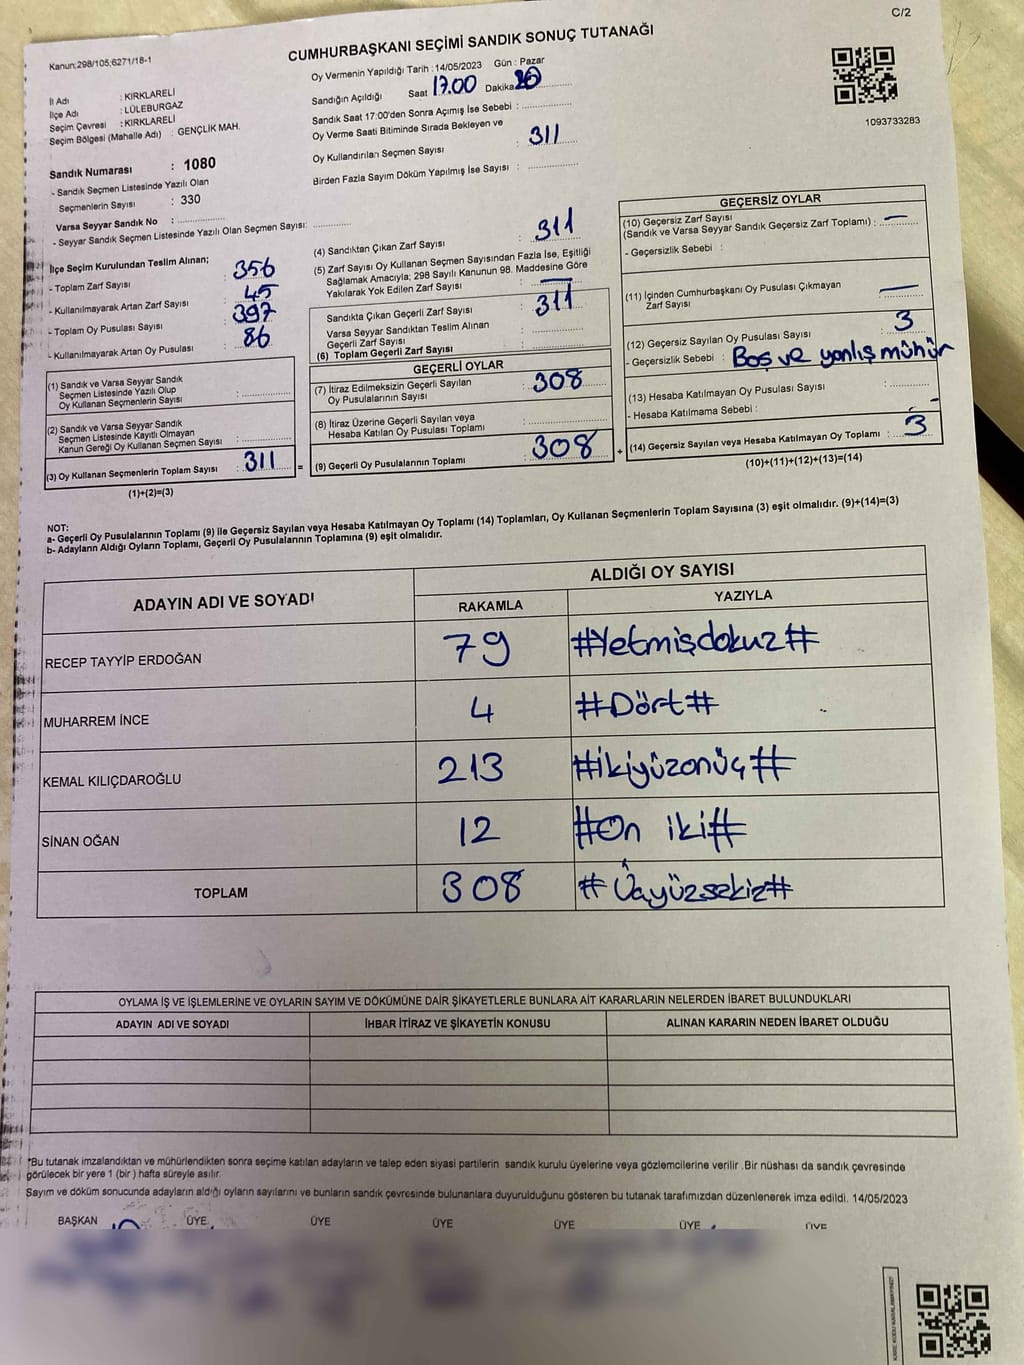 C/2
Kanun:298/105;6271/18-1
CUMHURBAŞKANI SEÇİMİ SANDIK SONUÇ TUTANAĞI
İl Adı : KIRKLARELİ
İlçe Adı : LÜLEBURGAZ
Seçim Çevresi : KIRKLARELİ
Seçim Bölgesi (Mahalle Adı) : GENÇLİK MAH.
Sandık Numarası : 1080
- Sandık Seçmen Listesinde Yazılı Olan
Seçmenlerin Sayısı : 330
Varsa Seyyar Sandık No :
- Seyyar Sandık Seçmen Listesinde Yazılı Olan Seçmen Sayısı:
Oy Vermenin Yapıldığı Tarih : 14/05/2023 Gün : Pazar
Sandığın Açıldığı Saat 17.00 Dakika
Sandık Saat 17:00'den Sonra Açımış İse Sebebi :
Oy Verme Saati Bitiminde Sırada Bekleyen ve
Oy Kullandırılan Seçmen Sayısı : 311
Birden Fazla Sayım Döküm Yapılmış İse Sayısı :
1093733283
İlçe Seçim Kurulundan Teslim Alınan;
- Toplam Zarf Sayısı : 356
- Kullanılmayarak Artan Zarf Sayısı : 45
- Toplam Oy Pusulası Sayısı : 397
- Kullanılmayarak Artan Oy Pusulası : 86
(1) Sandık ve Varsa Seyyar Sandık
Seçmen Listesinde Yazılı Olup
Oy Kullanan Seçmenlerin Sayısı :
(2) Sandık ve Varsa Seyyar Sandık
Seçmen Listesinde Kayıtlı Olmayan
Kanun Gereği Oy Kullanan Seçmen Sayısı :
(3) Oy Kullanan Seçmenlerin Toplam Sayısı : 311 =
(1)+(2)=(3)
(4) Sandıktan Çıkan Zarf Sayısı : 311
(5) Zarf Sayısı Oy Kullanan Seçmen Sayısından Fazla İse, Eşitliği
Sağlamak Amacıyla; 298 Sayılı Kanunun 98. Maddesine Göre
Yakılarak Yok Edilen Zarf Sayısı : —
Sandıkta Çıkan Geçerli Zarf Sayısı : 311
Varsa Seyyar Sandıktan Teslim Alınan
Geçerli Zarf Sayısı :
(6) Toplam Geçerli Zarf Sayısı :
GEÇERLİ OYLAR
(7) İtiraz Edilmeksizin Geçerli Sayılan
Oy Pusulalarının Sayısı : 308
(8) İtiraz Üzerine Geçerli Sayılan veya
Hesaba Katılan Oy Pusulası Toplamı :
(9) Geçerli Oy Pusulalarının Toplamı : 308 +
GEÇERSİZ OYLAR
(10) Geçersiz Zarf Sayısı
(Sandık ve Varsa Seyyar Sandık Geçersiz Zarf Toplamı) : —
- Geçersizlik Sebebi :
(11) İçinden Cumhurbaşkanı Oy Pusulası Çıkmayan
Zarf Sayısı : —
(12) Geçersiz Sayılan Oy Pusulası Sayısı : 3
- Geçersizlik Sebebi : Boş ve yanlış mühür
(13) Hesaba Katılmayan Oy Pusulası Sayısı :
- Hesaba Katılmama Sebebi : -
(14) Geçersiz Sayılan veya Hesaba Katılmayan Oy Toplamı : 3
(10)+(11)+(12)+(13)=(14)
NOT:
a- Geçerli Oy Pusulalarının Toplamı (9) ile Geçersiz Sayılan veya Hesaba Katılmayan Oy Toplamı (14) Toplamları, Oy Kullanan Seçmenlerin Toplam Sayısına (3) eşit olmalıdır. (9)+(14)=(3)
b- Adayların Aldığı Oyların Toplamı, Geçerli Oy Pusulalarının Toplamına (9) eşit olmalıdır.
ADAYIN ADI VE SOYADI
ALDIĞI OY SAYISI
RAKAMLA YAZIYLA
RECEP TAYYİP ERDOĞAN 79 #Yetmişdokuz#
MUHARREM İNCE 4 #Dört#
KEMAL KILIÇDAROĞLU 213 #ikiyüzonüç#
SİNAN OĞAN 12 #On iki#
TOPLAM 308 #Üçyüzsekiz#
OYLAMA İŞ VE İŞLEMLERİNE VE OYLARIN SAYIM VE DÖKÜMÜNE DAİR ŞİKAYETLERLE BUNLARA AİT KARARLARIN NELERDEN İBARET BULUNDUKLARI
ADAYIN ADI VE SOYADI İHBAR İTİRAZ VE ŞİKAYETİN KONUSU ALINAN KARARIN NEDEN İBARET OLDUĞU
*Bu tutanak imzalandıktan ve mühürlendikten sonra seçime katılan adayların ve talep eden siyasi partilerin sandık kurulu üyelerine veya gözlemcilerine verilir .Bir nüshası da sandık çevresinde
görülecek bir yere 1 (bir ) hafta süreyle asılır.
Sayım ve döküm sonucunda adayların aldığı oyların sayılarını ve bunların sandık çevresinde bulunanlara duyurulduğunu gösteren bu tutanak tarafımızdan düzenlenerek imza edildi. 14/05/2023
BAŞKAN ÜYE ÜYE ÜYE ÜYE ÜYE ÜYE